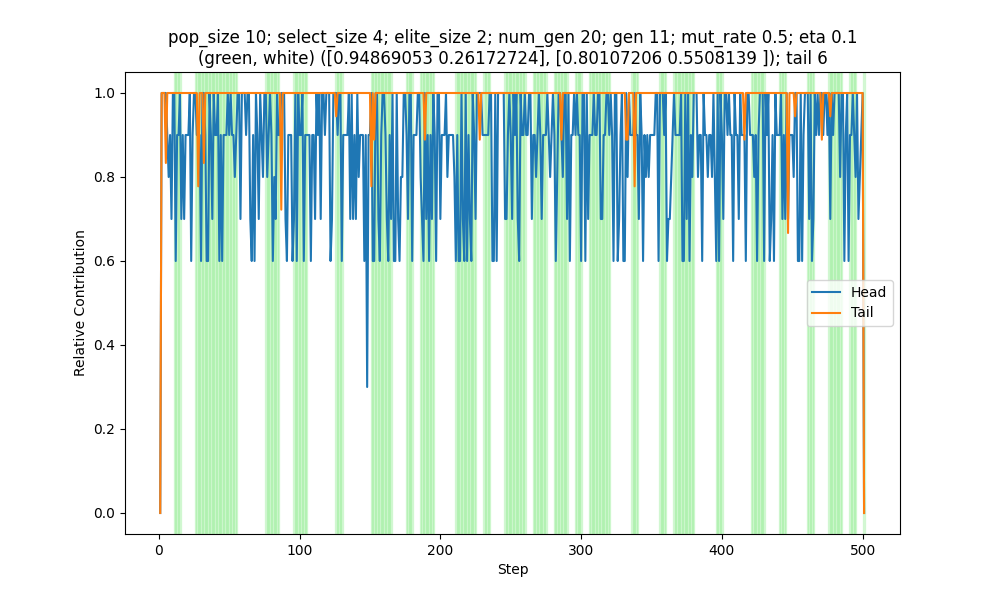 pop_size 10; select_size 4; elite_size 2; num_gen 20; gen 11; mut_rate 0.5; eta 0.1
(green, white) ([0.94869053 0.26172724], [0.80107206 0.5508139 ]); tail 6
1.0
0.8
0.6
0.4
0.2
0.0
Relative Contribution
Head
Tail
0
100
200
300
400
500
Step